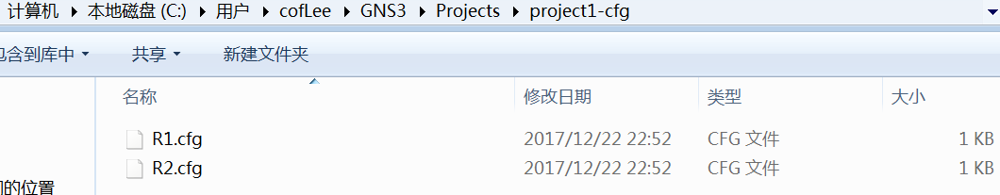 计算机 本地磁盘 (C:) 用户 cofLee GNS3 Projects project1-cfg
包含到库中 共享 新建文件夹
名称 修改日期 类型 大小
R1.cfg 2017/12/22 22:52 CFG 文件 1 KB
R2.cfg 2017/12/22 22:52 CFG 文件 1 KB
的位置